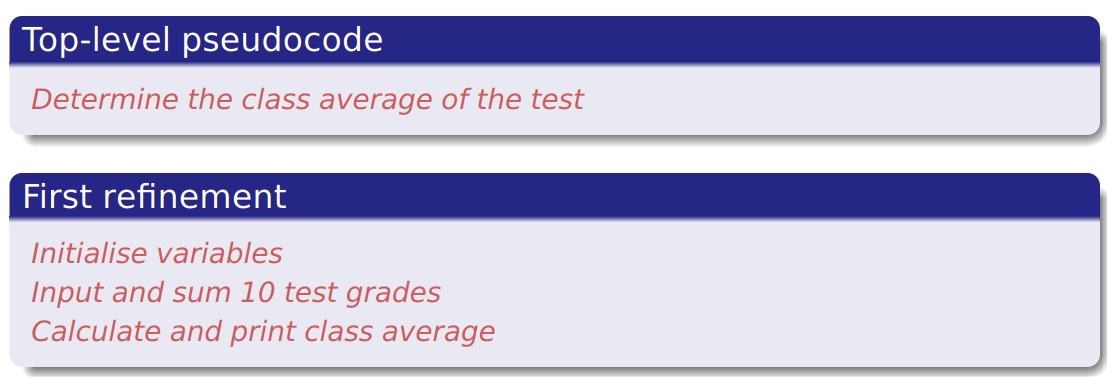 Top-level pseudocode
Determine the class average of the test
First refinement
Initialise variables
Input and sum 10 test grades
Calculate and print class average